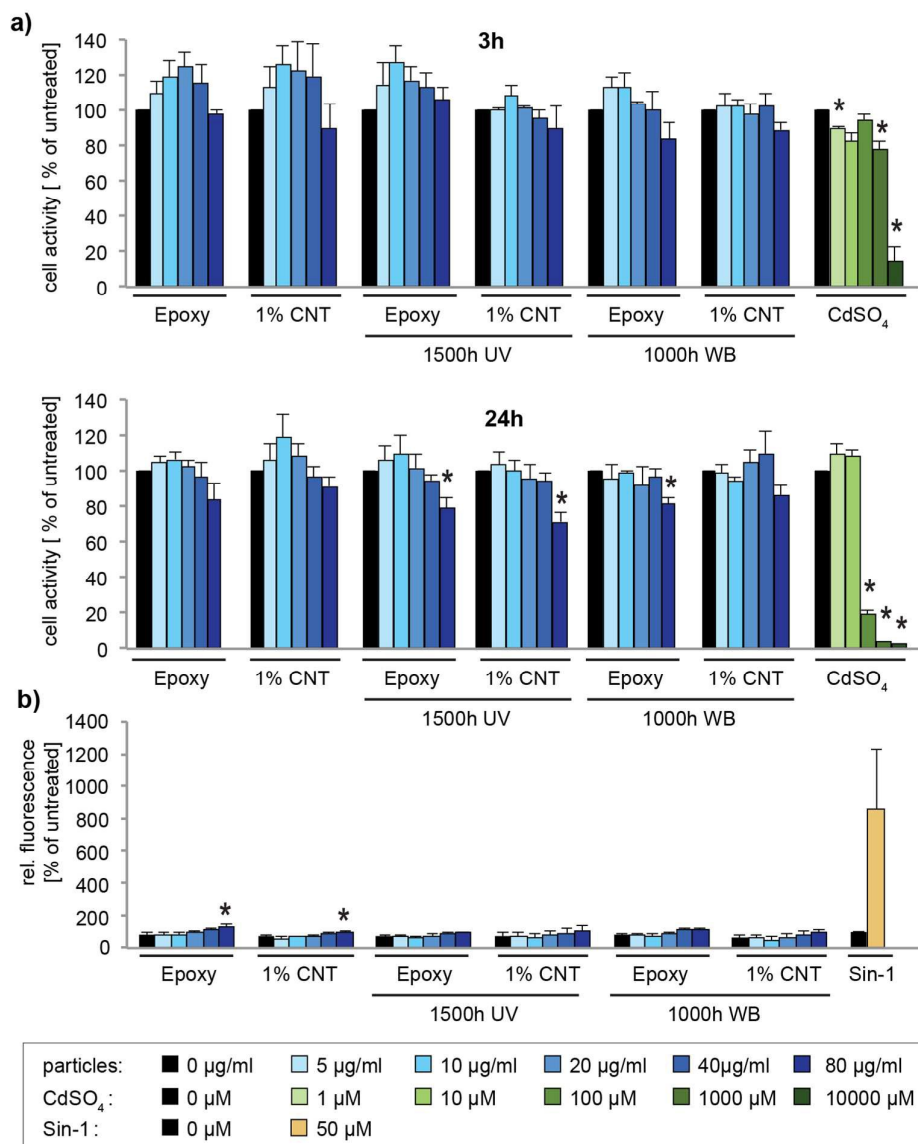 a)
3h
cell activity [ % of untreated]
140
120
100
80
60
40
20
0
* * *
Epoxy 1% CNT Epoxy 1% CNT Epoxy 1% CNT CdSO₄
1500h UV 1000h WB
24h
cell activity [ % of untreated]
140
120
100
80
60
40
20
0
* * * * * *
Epoxy 1% CNT Epoxy 1% CNT Epoxy 1% CNT CdSO₄
1500h UV 1000h WB
b)
rel. fluorescence
[% of untreated]
1400
1200
1000
800
600
400
200
0
* *
Epoxy 1% CNT Epoxy 1% CNT Epoxy 1% CNT Sin-1
1500h UV 1000h WB
particles: 0 µg/ml 5 µg/ml 10 µg/ml 20 µg/ml 40µg/ml 80 µg/ml
CdSO₄ : 0 µM 1 µM 10 µM 100 µM 1000 µM 10000 µM
Sin-1 : 0 µM 50 µM